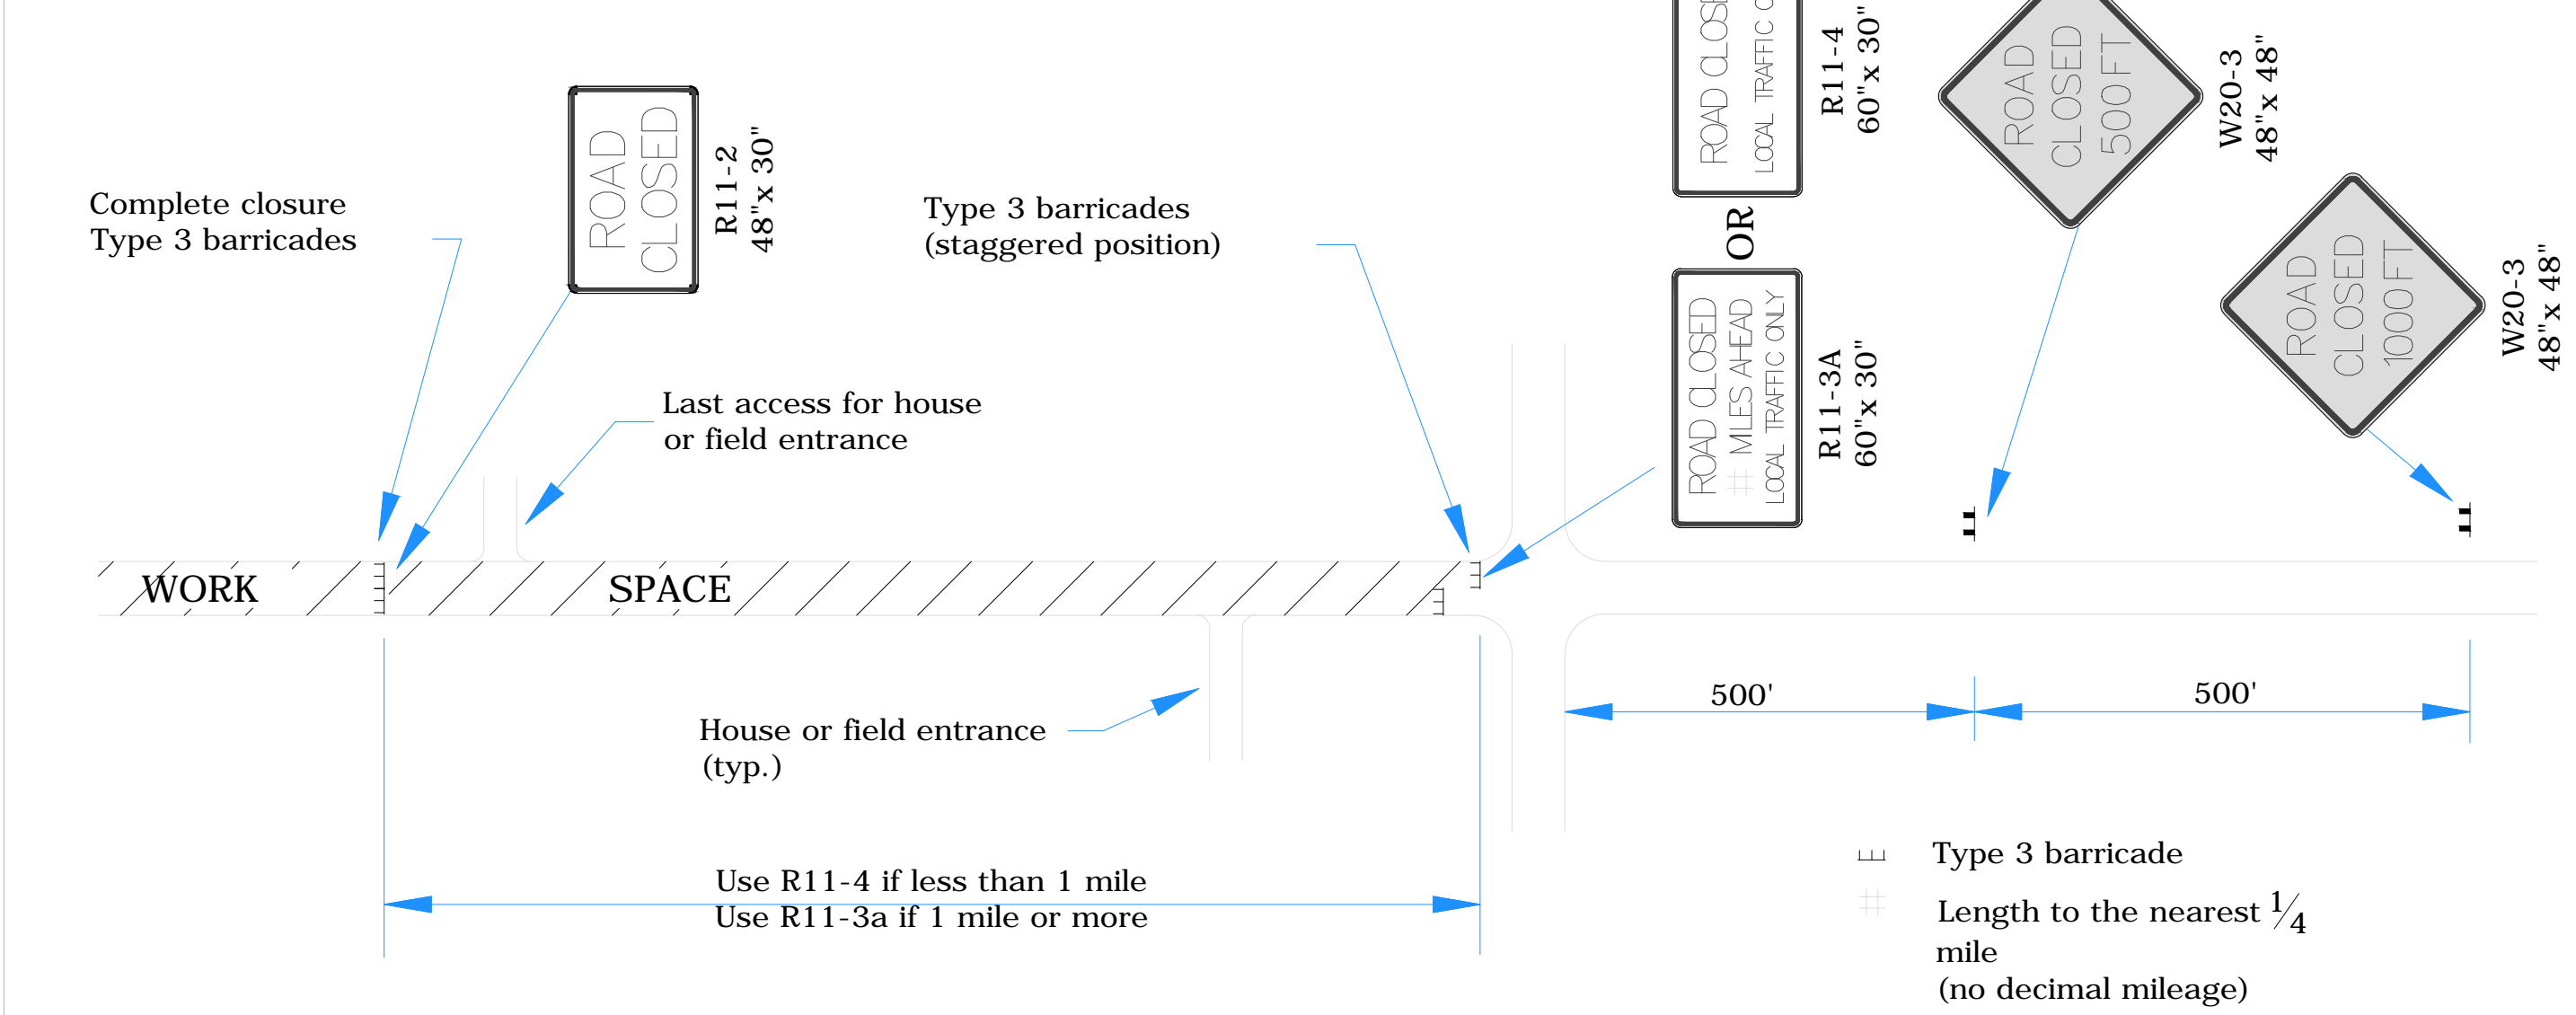 Complete closure
Type 3 barricades
ROAD
CLOSED
R11-2
48"x 30"
Type 3 barricades
(staggered position)
ROAD CLOSED
LOCAL TRAFFIC
R11-4
60"x 30"
OR
ROAD CLOSED
# MILES AHEAD
LOCAL TRAFFIC ONLY
R11-3A
60"x 30"
ROAD
CLOSED
500 FT
W20-3
48"x 48"
ROAD
CLOSED
1000 FT
W20-3
48"x 48"
Last access for house
or field entrance
WORK
SPACE
House or field entrance
(typ.)
500'
500'
Use R11-4 if less than 1 mile
Use R11-3a if 1 mile or more
Type 3 barricade
# Length to the nearest 1/4
mile
(no decimal mileage)